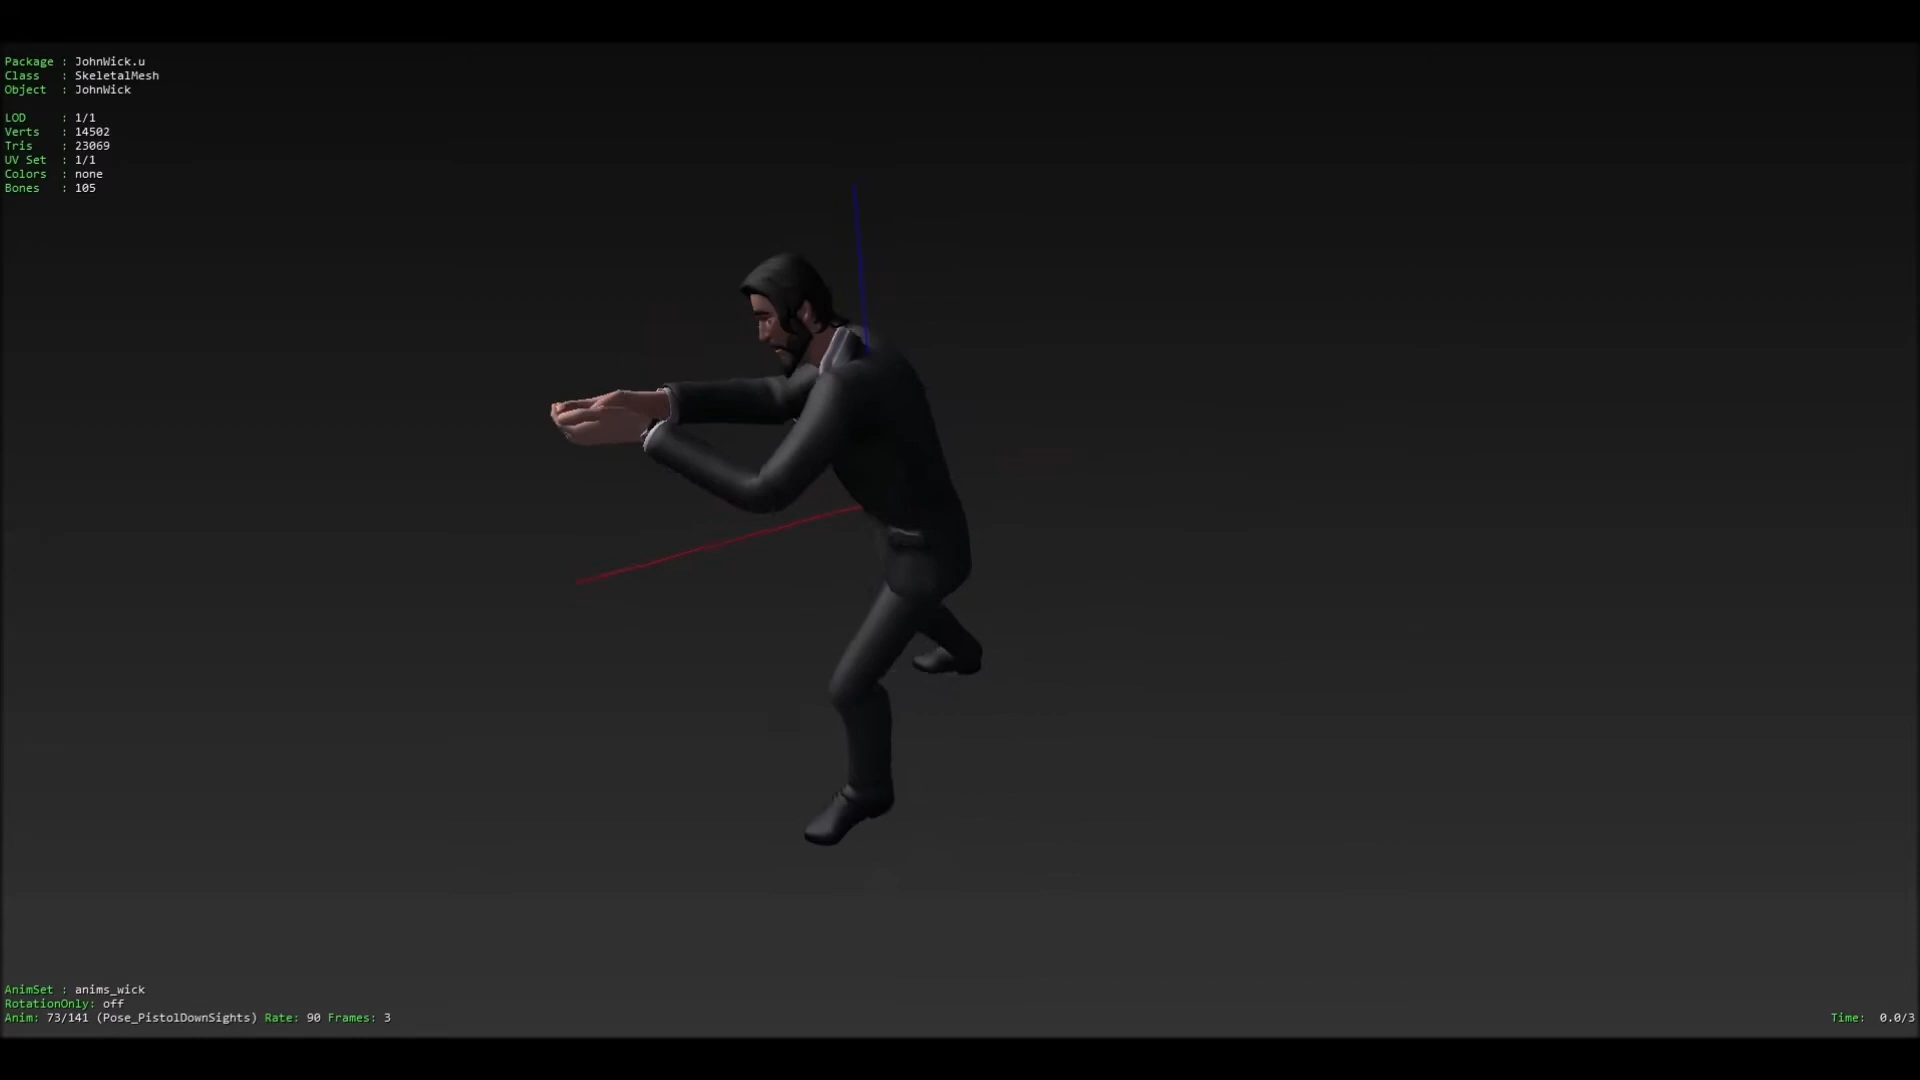 Package : JohnWick.u
Class : SkeletalMesh
Object : JohnWick
LOD : 1/1
Verts : 14502
Tris : 23069
UV Set : 1/1
Colors : none
Bones : 105
AnimSet : anims_wick
RotationOnly: off
Anim: 73/141 (Pose_PistolDownSights) Rate: 90 Frames: 3
Time: 0.0/3